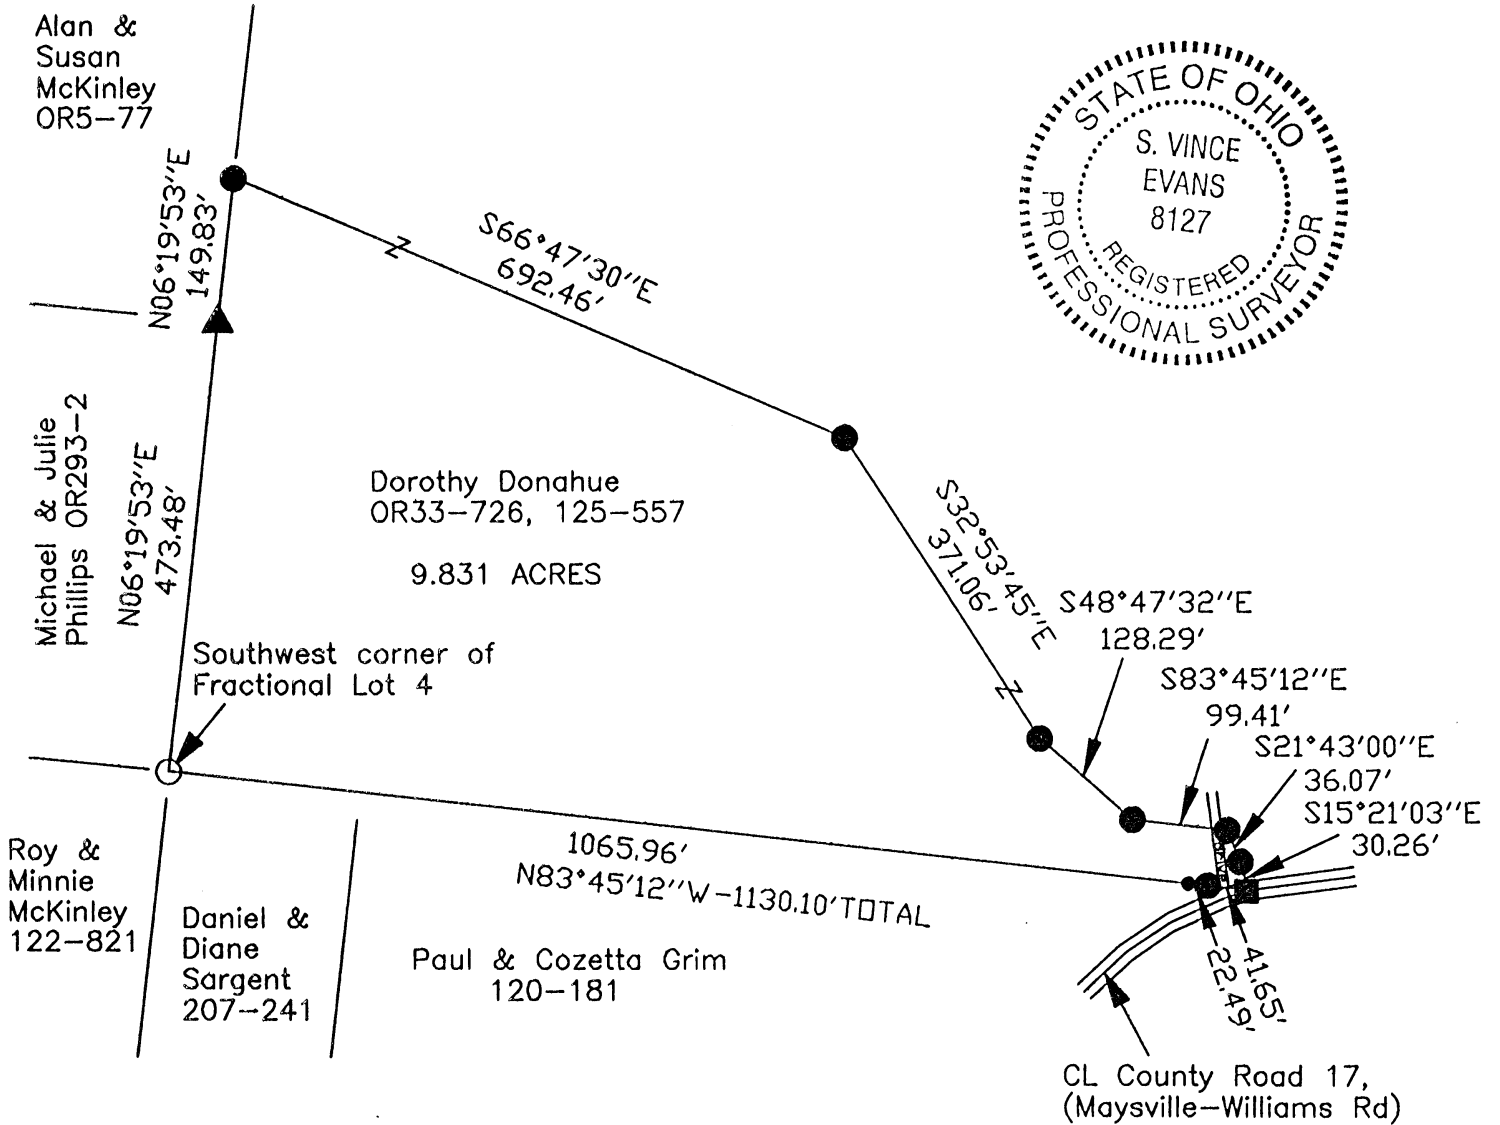 Alan &
Susan
McKinley
OR5-77
N06°19'53"E
149.83'
S66°47'30"E
692.46'
STATE OF OHIO
S. VINCE
EVANS
8127
REGISTERED
PROFESSIONAL SURVEYOR
Michael & Julie
Phillips OR293-2
N06°19'53"E
473.48'
Dorothy Donahue
OR33-726, 125-557
9.831 ACRES
S32°53'45"E
371.06'
S48°47'32"E
128.29'
S83°45'12"E
99.41'
S21°43'00"E
36.07'
S15°21'03"E
30.26'
Southwest corner of
Fractional Lot 4
1065.96'
N83°45'12"W-1130.10'TOTAL
Roy &
Minnie
McKinley
122-821
Daniel &
Diane
Sargent
207-241
Paul & Cozetta Grim
120-181
41.65'
22.49'
CL County Road 17,
(Maysville-Williams Rd)